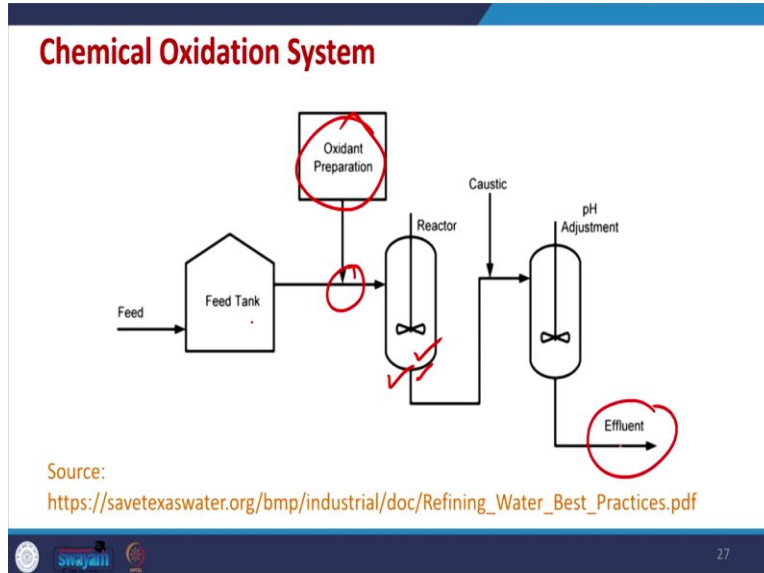 Chemical Oxidation System
Oxidant
Preparation
Caustic
Reactor
pH
Adjustment
Feed
Feed Tank
Effluent
Source:
https://savetexaswater.org/bmp/industrial/doc/Refining_Water_Best_Practices.pdf
swayam
27